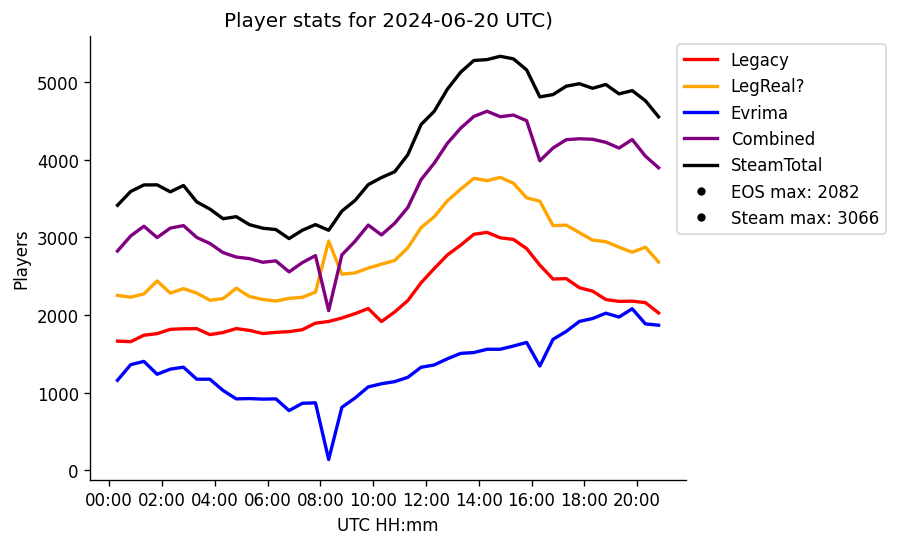 Player stats for 2024-06-20 UTC)
Players
5000
4000
3000
2000
1000
0
00:00 02:00 04:00 06:00 08:00 10:00 12:00 14:00 16:00 18:00 20:00
UTC HH:mm
Legacy
LegReal?
Evrima
Combined
SteamTotal
EOS max: 2082
Steam max: 3066